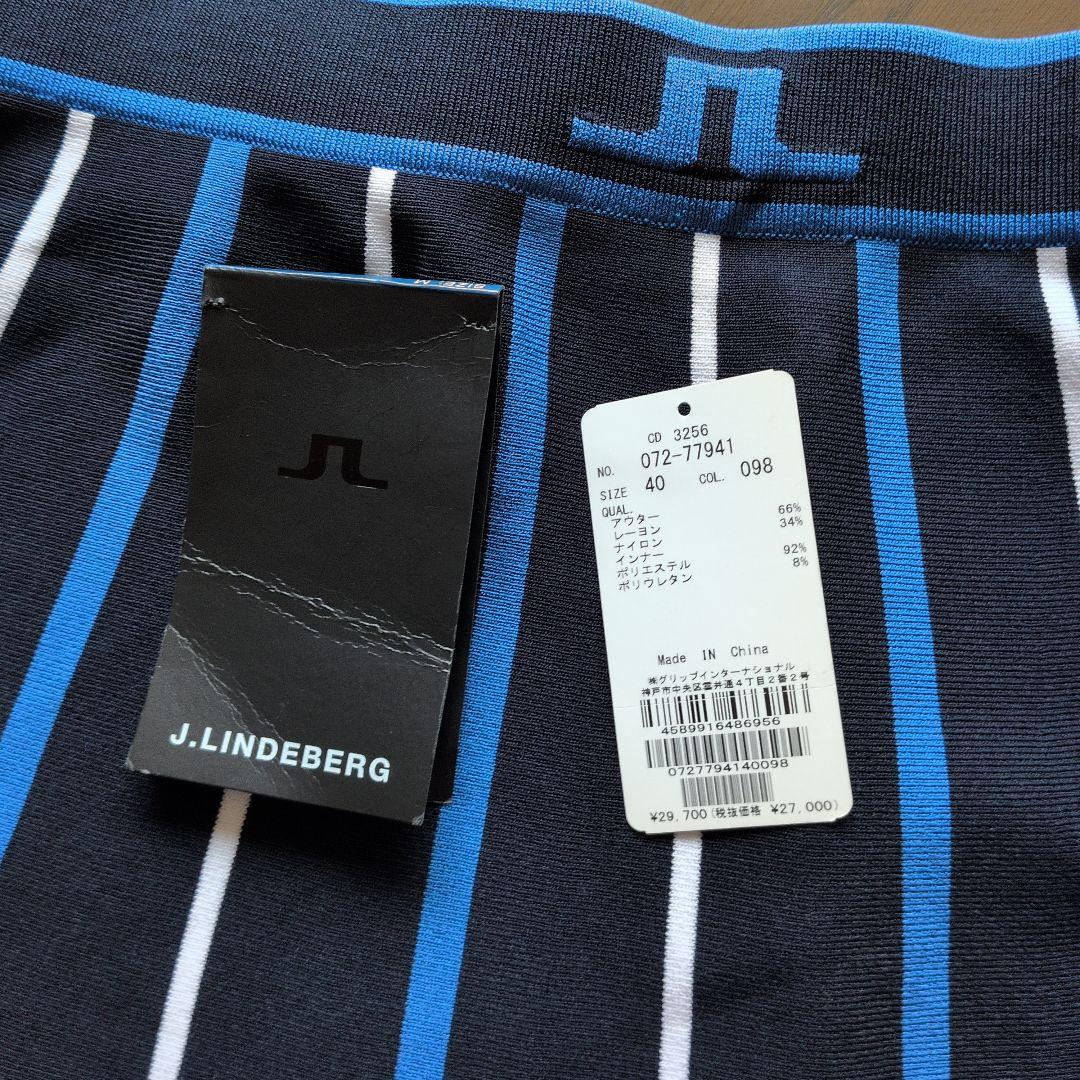 SIZE: M
J.LINDEBERG
CD 3256
NO. 072-77941
SIZE 40 COL. 098
QUAL.
アウター
レーヨン 66%
ナイロン 34%
インナー
ポリエステル 92%
ポリウレタン 8%
Made IN China
㈱グリップインターナショナル
神戸市中央区雲井通4丁目2番2号
4589916486956
0727794140098
¥29,700(税抜価格 ¥27,000)